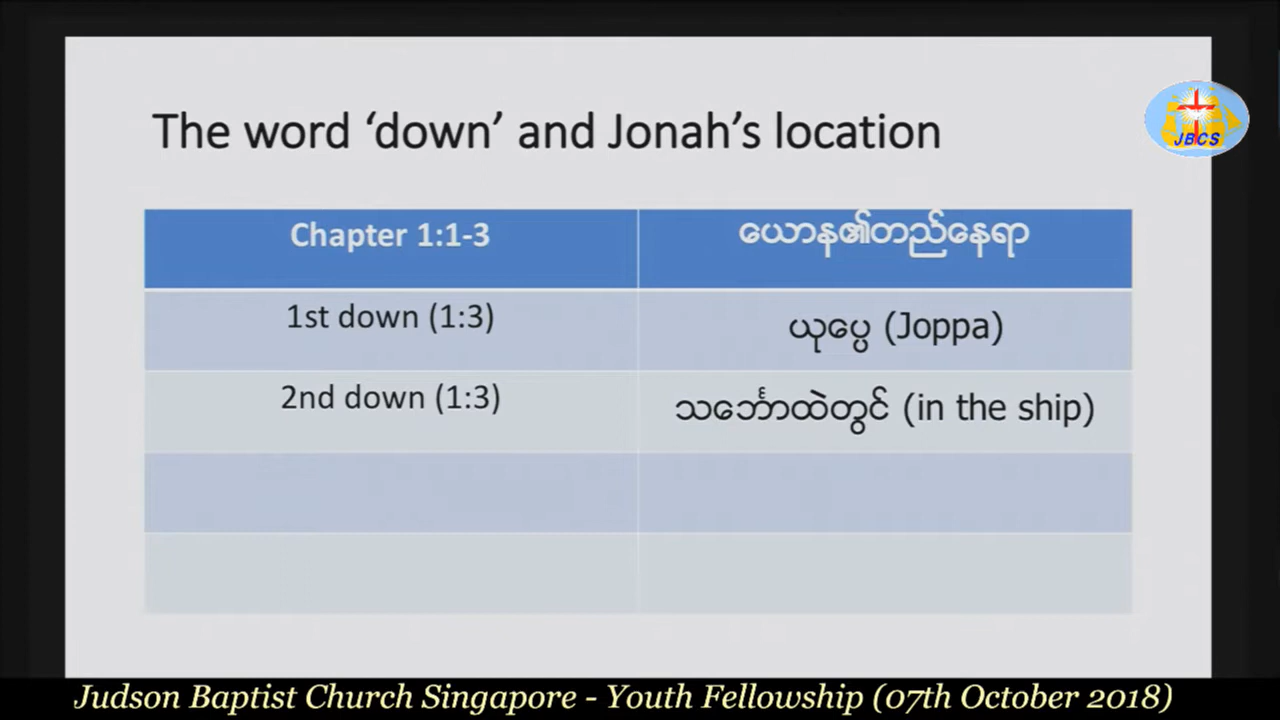 The word ‘down’ and Jonah’s location
JBCS
Chapter 1:1-3
ယောန၏တည်နေရာ
1st down (1:3)
ယုပ္ပေ (Joppa)
2nd down (1:3)
သင်္ဘောထဲတွင် (in the ship)
Judson Baptist Church Singapore - Youth Fellowship (07th October 2018)